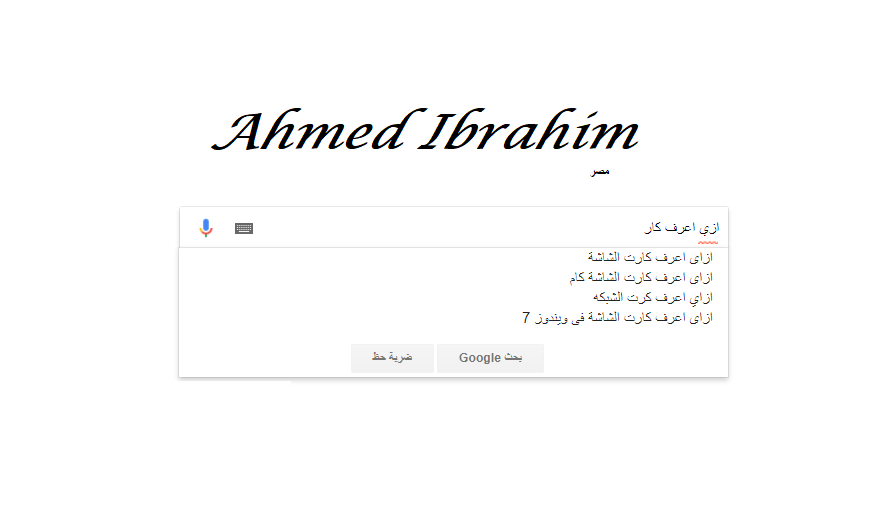 Ahmed Ibrahim
مصر
ازي اعرف كار
ازاى اعرف كارت الشاشة
ازاى اعرف كارت الشاشة كام
ازاي اعرف كرت الشبكه
ازاى اعرف كارت الشاشة فى ويندوز 7
بحث Google
ضربة حظ